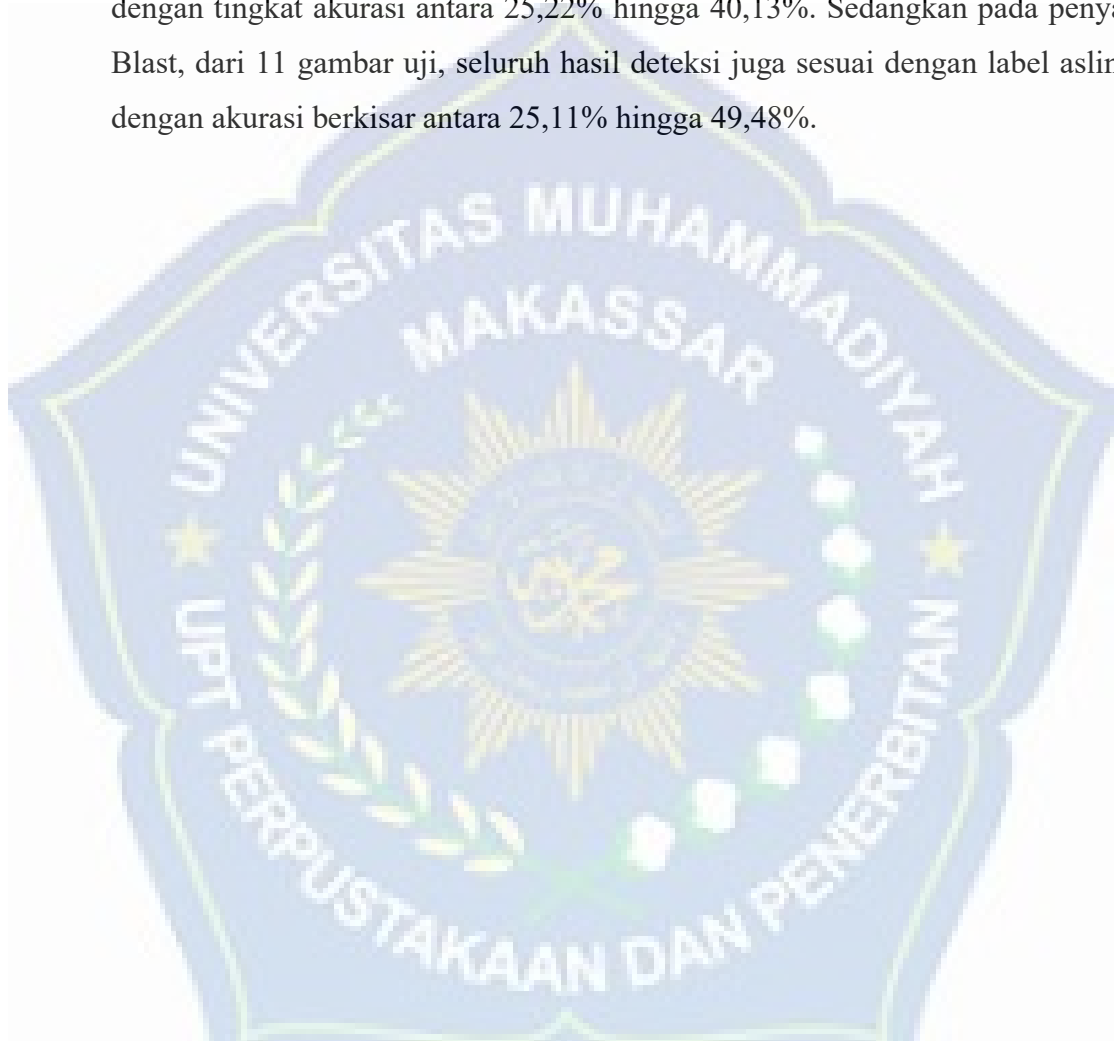 dengan tingkat akurasi antara 25,22% hingga 40,13%. Sedangkan pada
Blast, dari 11 gambar uji, seluruh hasil deteksi juga sesuai dengan label
dengan akurasi berkisar antara 25,11% hingga 49,48%.
UNIVERSITAS MUHAMMADIYAH
MAKASSAR
UPT PERPUSTAKAAN DAN PENERBITAN